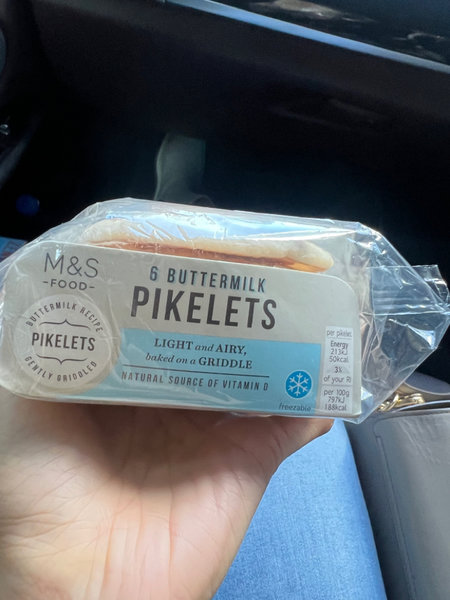 M&S
-FOOD-
BUTTERMILK RECIPE
PIKELETS
GENTLY GRIDDLED
6 BUTTERMILK
PIKELETS
LIGHT and AIRY,
baked on a GRIDDLE
NATURAL SOURCE OF VITAMIN D
freezable
per pikelet
Energy
213kJ
50kcal
3%
of your RI
per 100g
797kJ
188kcal